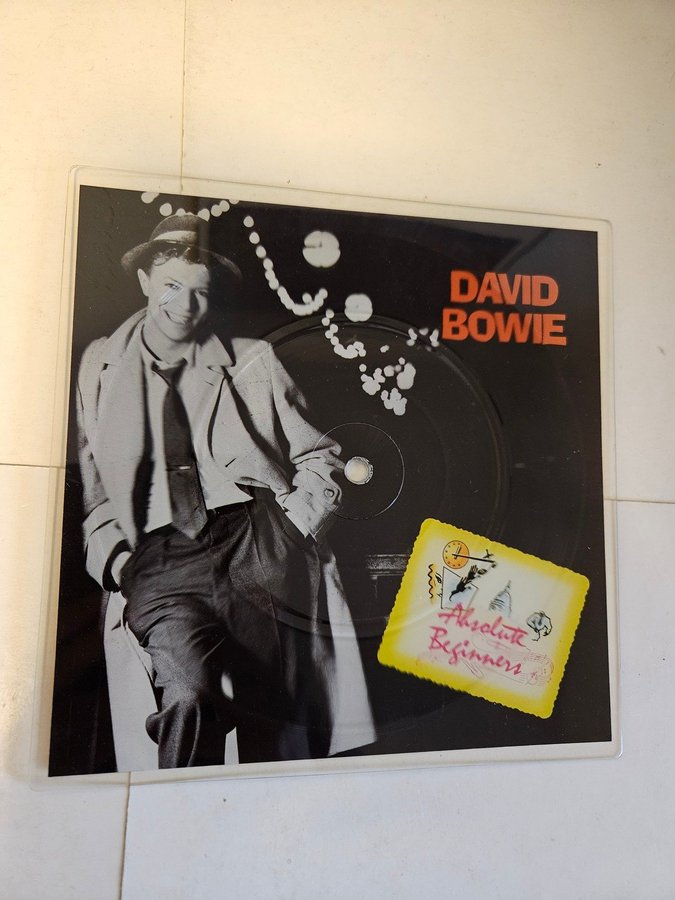 DAVID
BOWIE
Absolute
Beginners